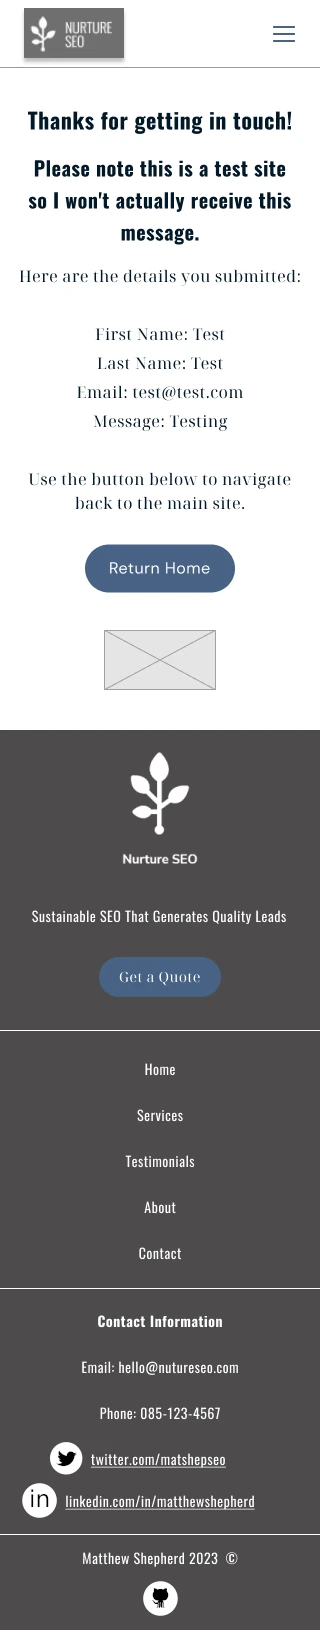 NURTURE
SEO
Thanks for getting in touch!
Please note this is a test site
so I won't actually receive this
message.
Here are the details you submitted:
First Name: Test
Last Name: Test
Email: test@test.com
Message: Testing
Use the button below to navigate
back to the main site.
Return Home
Nurture SEO
Sustainable SEO That Generates Quality Leads
Get a Quote
Home
Services
Testimonials
About
Contact
Contact Information
Email: hello@nutureseo.com
Phone: 085-123-4567
twitter.com/matshepseo
in linkedin.com/in/matthewshepherd
Matthew Shepherd 2023 ©